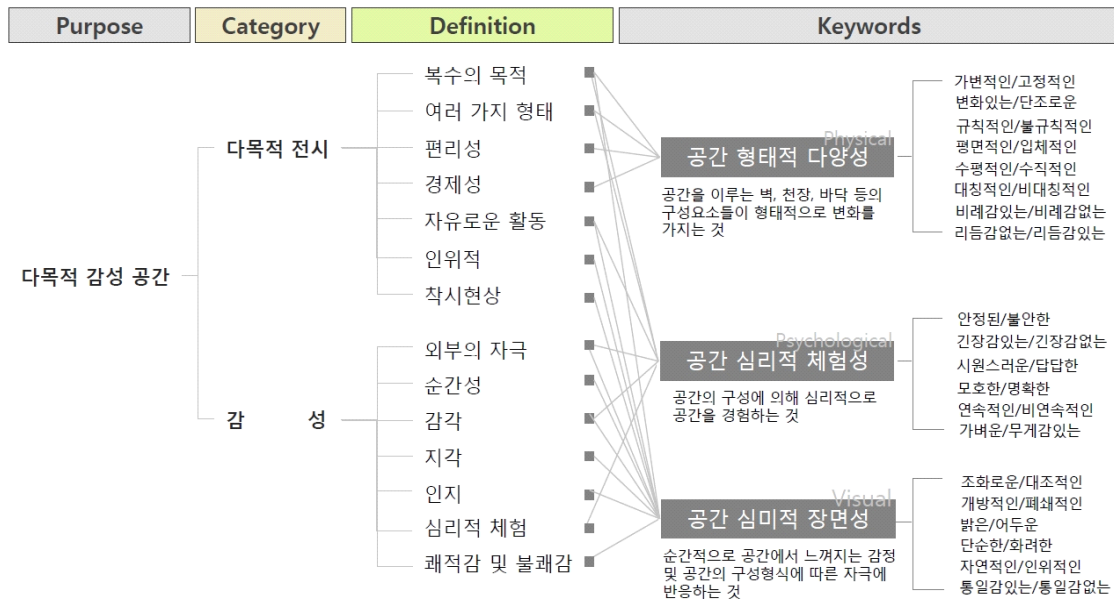 Purpose
Category
Definition
Keywords
다목적 감성 공간
다목적 전시
복수의 목적
여러 가지 형태
편리성
경제성
자유로운 활동
인위적
착시현상
감 성
외부의 자극
순간성
감각
지각
인지
심리적 체험
쾌적감 및 불쾌감
Physical
공간 형태적 다양성
공간을 이루는 벽, 천장, 바닥 등의
구성요소들이 형태적으로 변화를
가지는 것
가변적인/고정적인
변화있는/단조로운
규칙적인/불규칙적인
평면적인/입체적인
수평적인/수직적인
대칭적인/비대칭적인
비례감있는/비례감없는
리듬감없는/리듬감있는
Psychological
공간 심리적 체험성
공간의 구성에 의해 심리적으로
공간을 경험하는 것
안정된/불안한
긴장감있는/긴장감없는
시원스러운/답답한
모호한/명확한
연속적인/비연속적인
가벼운/무게감있는
Visual
공간 심미적 장면성
순간적으로 공간에서 느껴지는 감정
및 공간의 구성형식에 따른 자극에
반응하는 것
조화로운/대조적인
개방적인/폐쇄적인
밝은/어두운
단순한/화려한
자연적인/인위적인
통일감있는/통일감없는